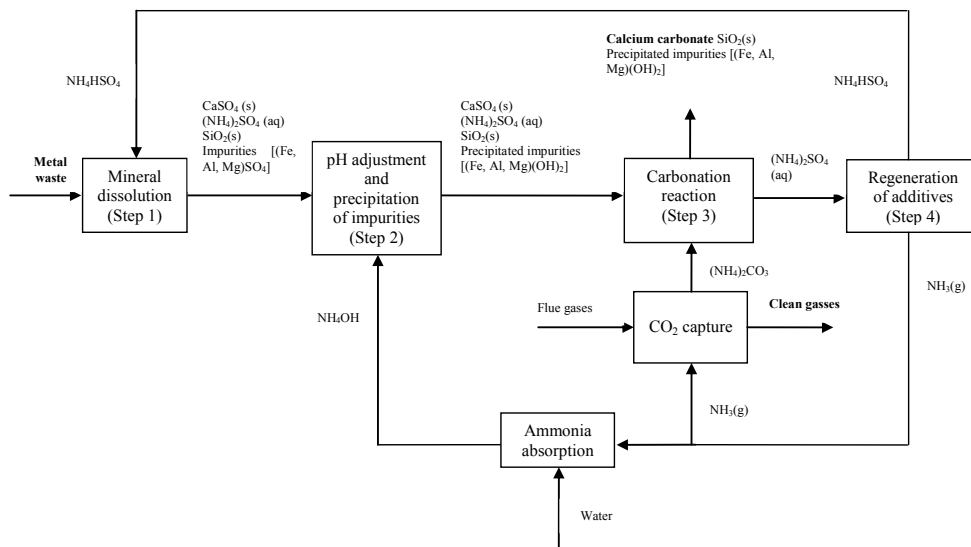 NH₄HSO₄
Metal
waste
Mineral
dissolution
(Step 1)
CaSO₄ (s)
(NH₄)₂SO₄ (aq)
SiO₂(s)
Impurities [(Fe,
Al, Mg)SO₄]
pH adjustment
and
precipitation
of impurities
(Step 2)
CaSO₄ (s)
(NH₄)₂SO₄ (aq)
SiO₂(s)
Precipitated impurities
[(Fe, Al, Mg)(OH)₂]
Calcium carbonate SiO₂(s)
Precipitated impurities [(Fe, Al,
Mg)(OH)₂]
Carbonation
reaction
(Step 3)
(NH₄)₂SO₄
(aq)
NH₄HSO₄
Regeneration
of additives
(Step 4)
NH₃(g)
(NH₄)₂CO₃
Flue gases
CO₂ capture
Clean gasses
NH₄OH
NH₃(g)
Ammonia
absorption
Water